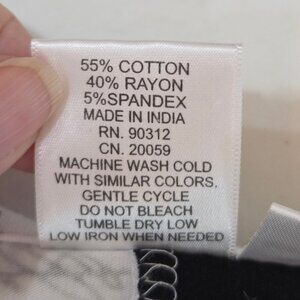 55% COTTON
40% RAYON
5%SPANDEX
MADE IN INDIA
RN. 90312
CN. 20059
MACHINE WASH COLD
WITH SIMILAR COLORS.
GENTLE CYCLE
DO NOT BLEACH
TUMBLE DRY LOW
LOW IRON WHEN NEEDED